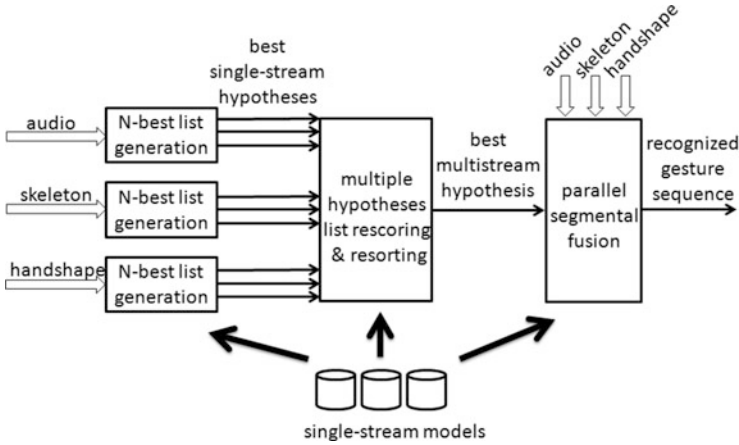 best
single-stream
hypotheses
audio
N-best list
generation
skeleton
N-best list
generation
handshape
N-best list
generation
multiple
hypotheses
list rescoring
& resorting
best
multistream
hypothesis
audio
skeleton
handshape
parallel
segmental
fusion
recognized
gesture
sequence
single-stream models